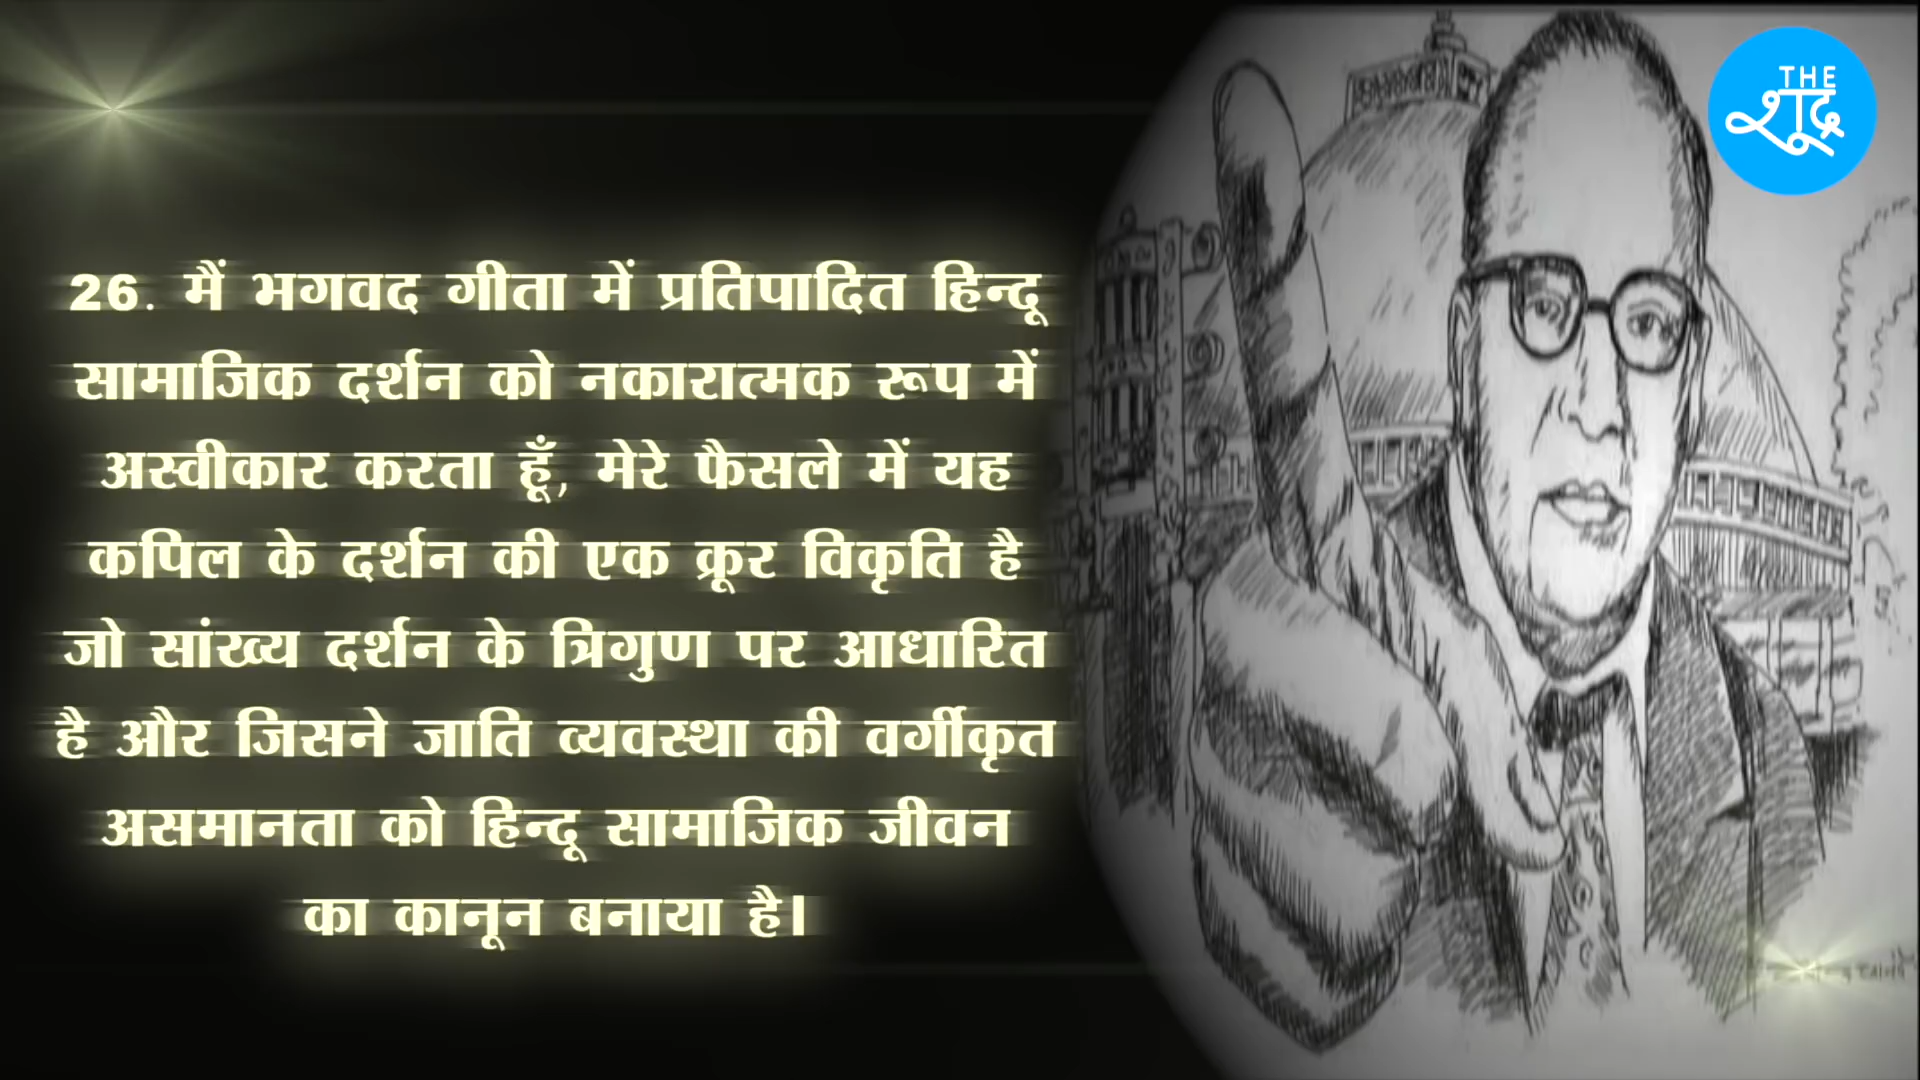 THE
शूद्र
26. मैं भगवद गीता में प्रतिपादित हिन्दू
सामाजिक दर्शन को नकारात्मक रूप में
अस्वीकार करता हूँ, मेरे फैसले में यह
कपिल के दर्शन की एक क्रूर विकृति है
जो सांख्य दर्शन के त्रिगुण पर आधारित
है और जिसने जाति व्यवस्था की वर्गीकृत
असमानता को हिन्दू सामाजिक जीवन
का कानून बनाया है।